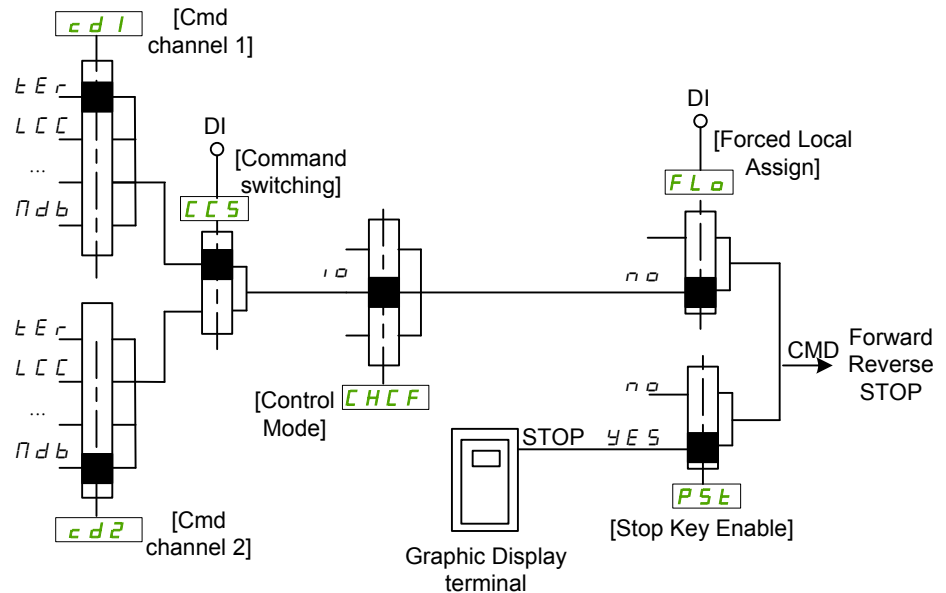 cd1
[Cmd
channel 1]
tEr
LCC
...
Mdb
DI
[Command
switching]
CCS
DI
[Forced Local
Assign]
FLo
io
no
tEr
LCC
...
Mdb
[Control
Mode]
CHCF
no
CMD
Forward
Reverse
STOP
STOP
YES
PSt
[Stop Key Enable]
cd2
[Cmd
channel 2]
Graphic Display
terminal